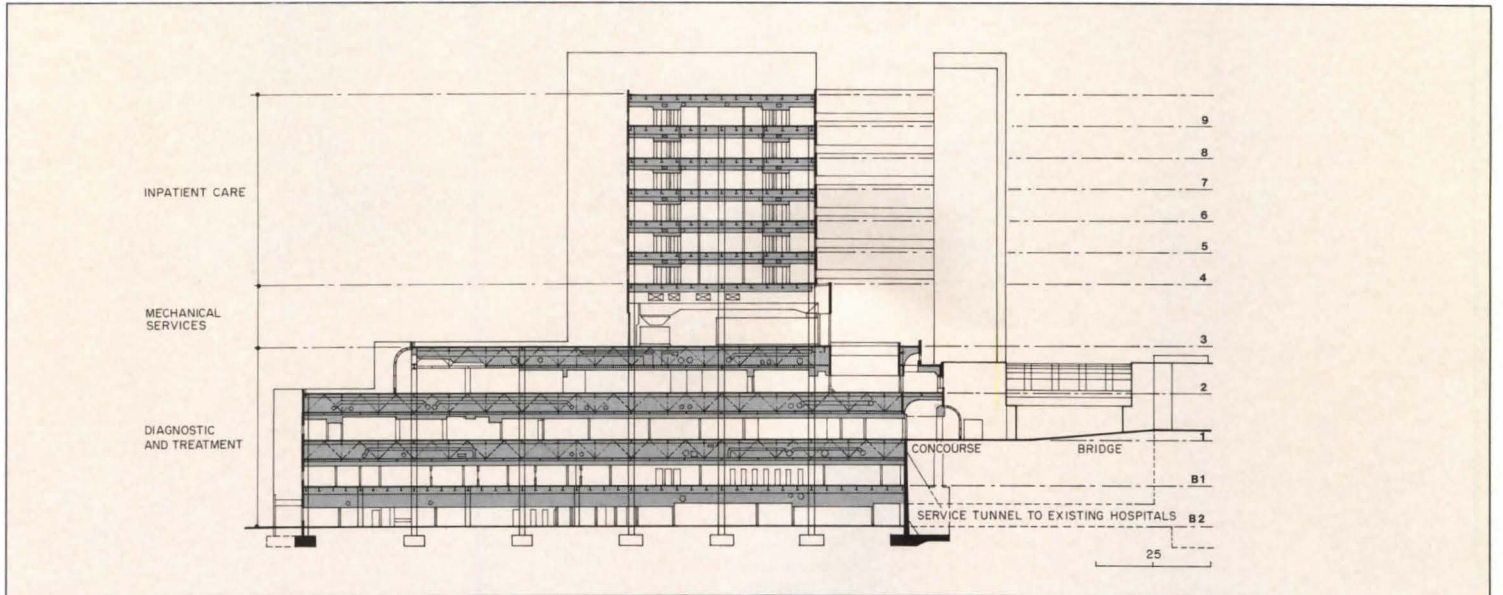 9
8
7
INPATIENT CARE
6
5
4
MECHANICAL
SERVICES
3
2
DIAGNOSTIC
AND TREATMENT
1
CONCOURSE
BRIDGE
B1
SERVICE TUNNEL TO EXISTING HOSPITALS
B2
25